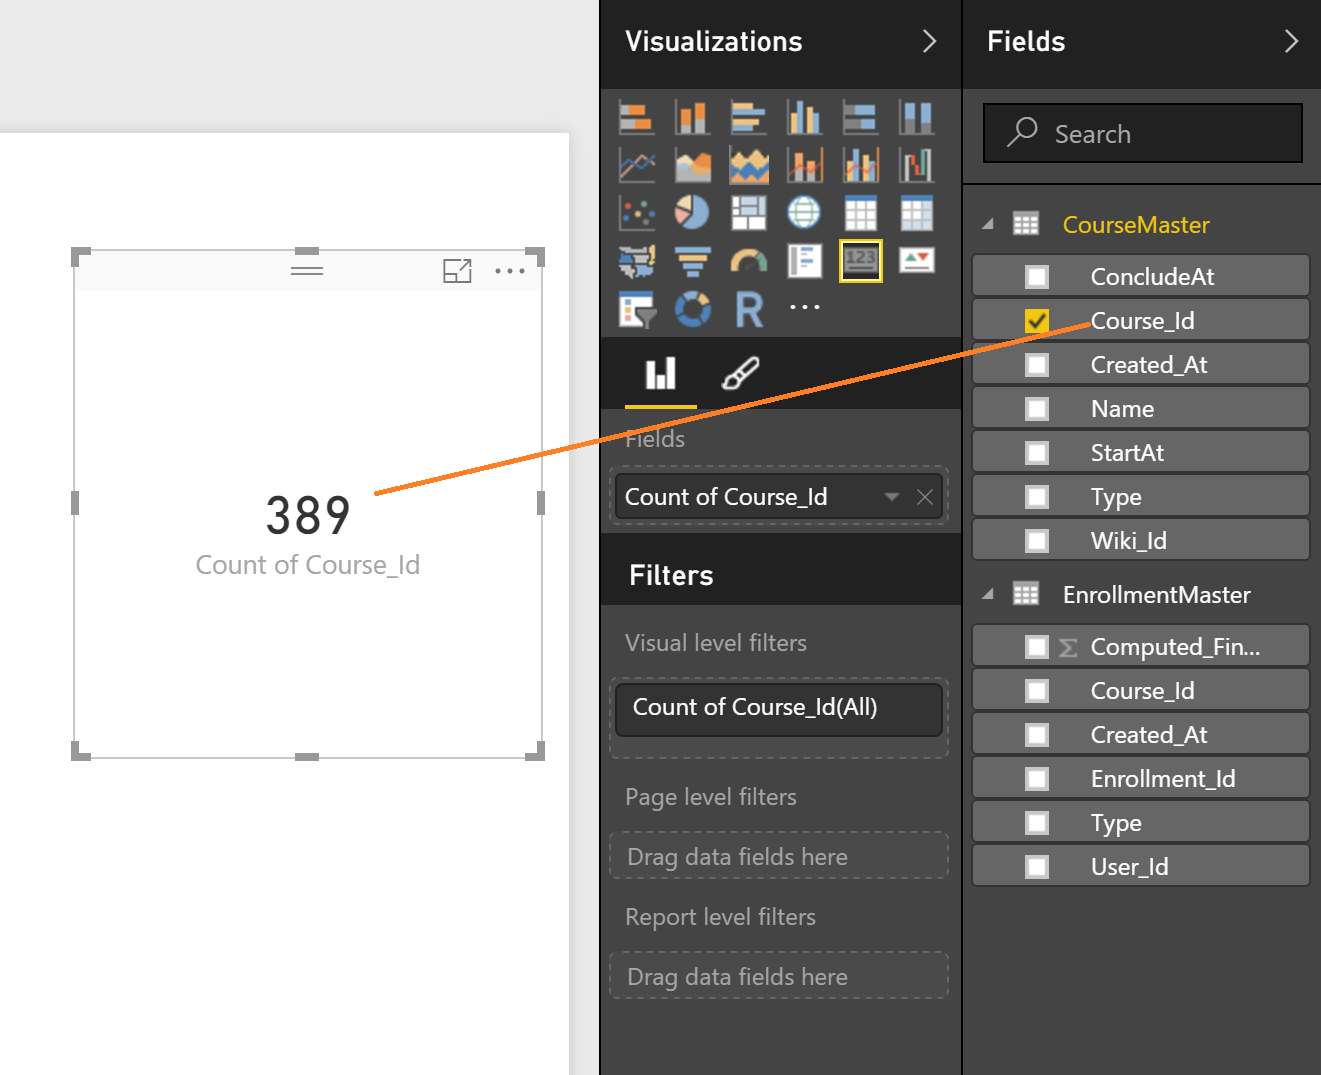 Visualizations
Fields
Search
123
R
CourseMaster
ConcludeAt
Course_Id
Created_At
Name
StartAt
Type
Wiki_Id
EnrollmentMaster
Computed_Fin...
Course_Id
Created_At
Enrollment_Id
Type
User_Id
Fields
Count of Course_Id
Filters
Visual level filters
Count of Course_Id(All)
Page level filters
Drag data fields here
Report level filters
Drag data fields here
389
Count of Course_Id